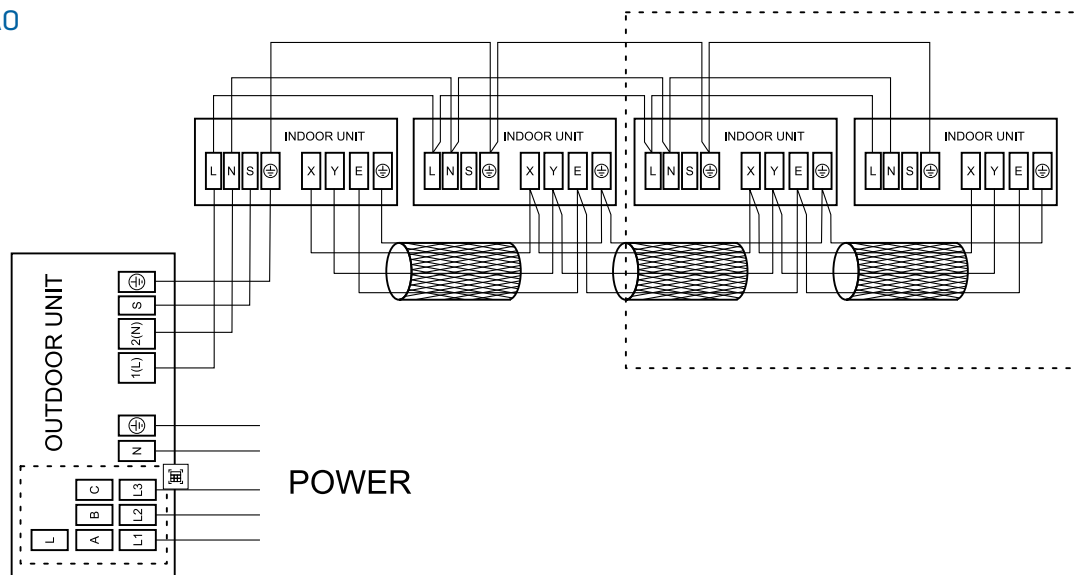 INDOOR UNIT INDOOR UNIT INDOOR UNIT INDOOR UNIT
L N S X Y E L N S X Y E L N S X Y E L N S X Y E
OUTDOOR UNIT
S
2(N)
1(L)
N
POWER
C L3
B L2
L A L1